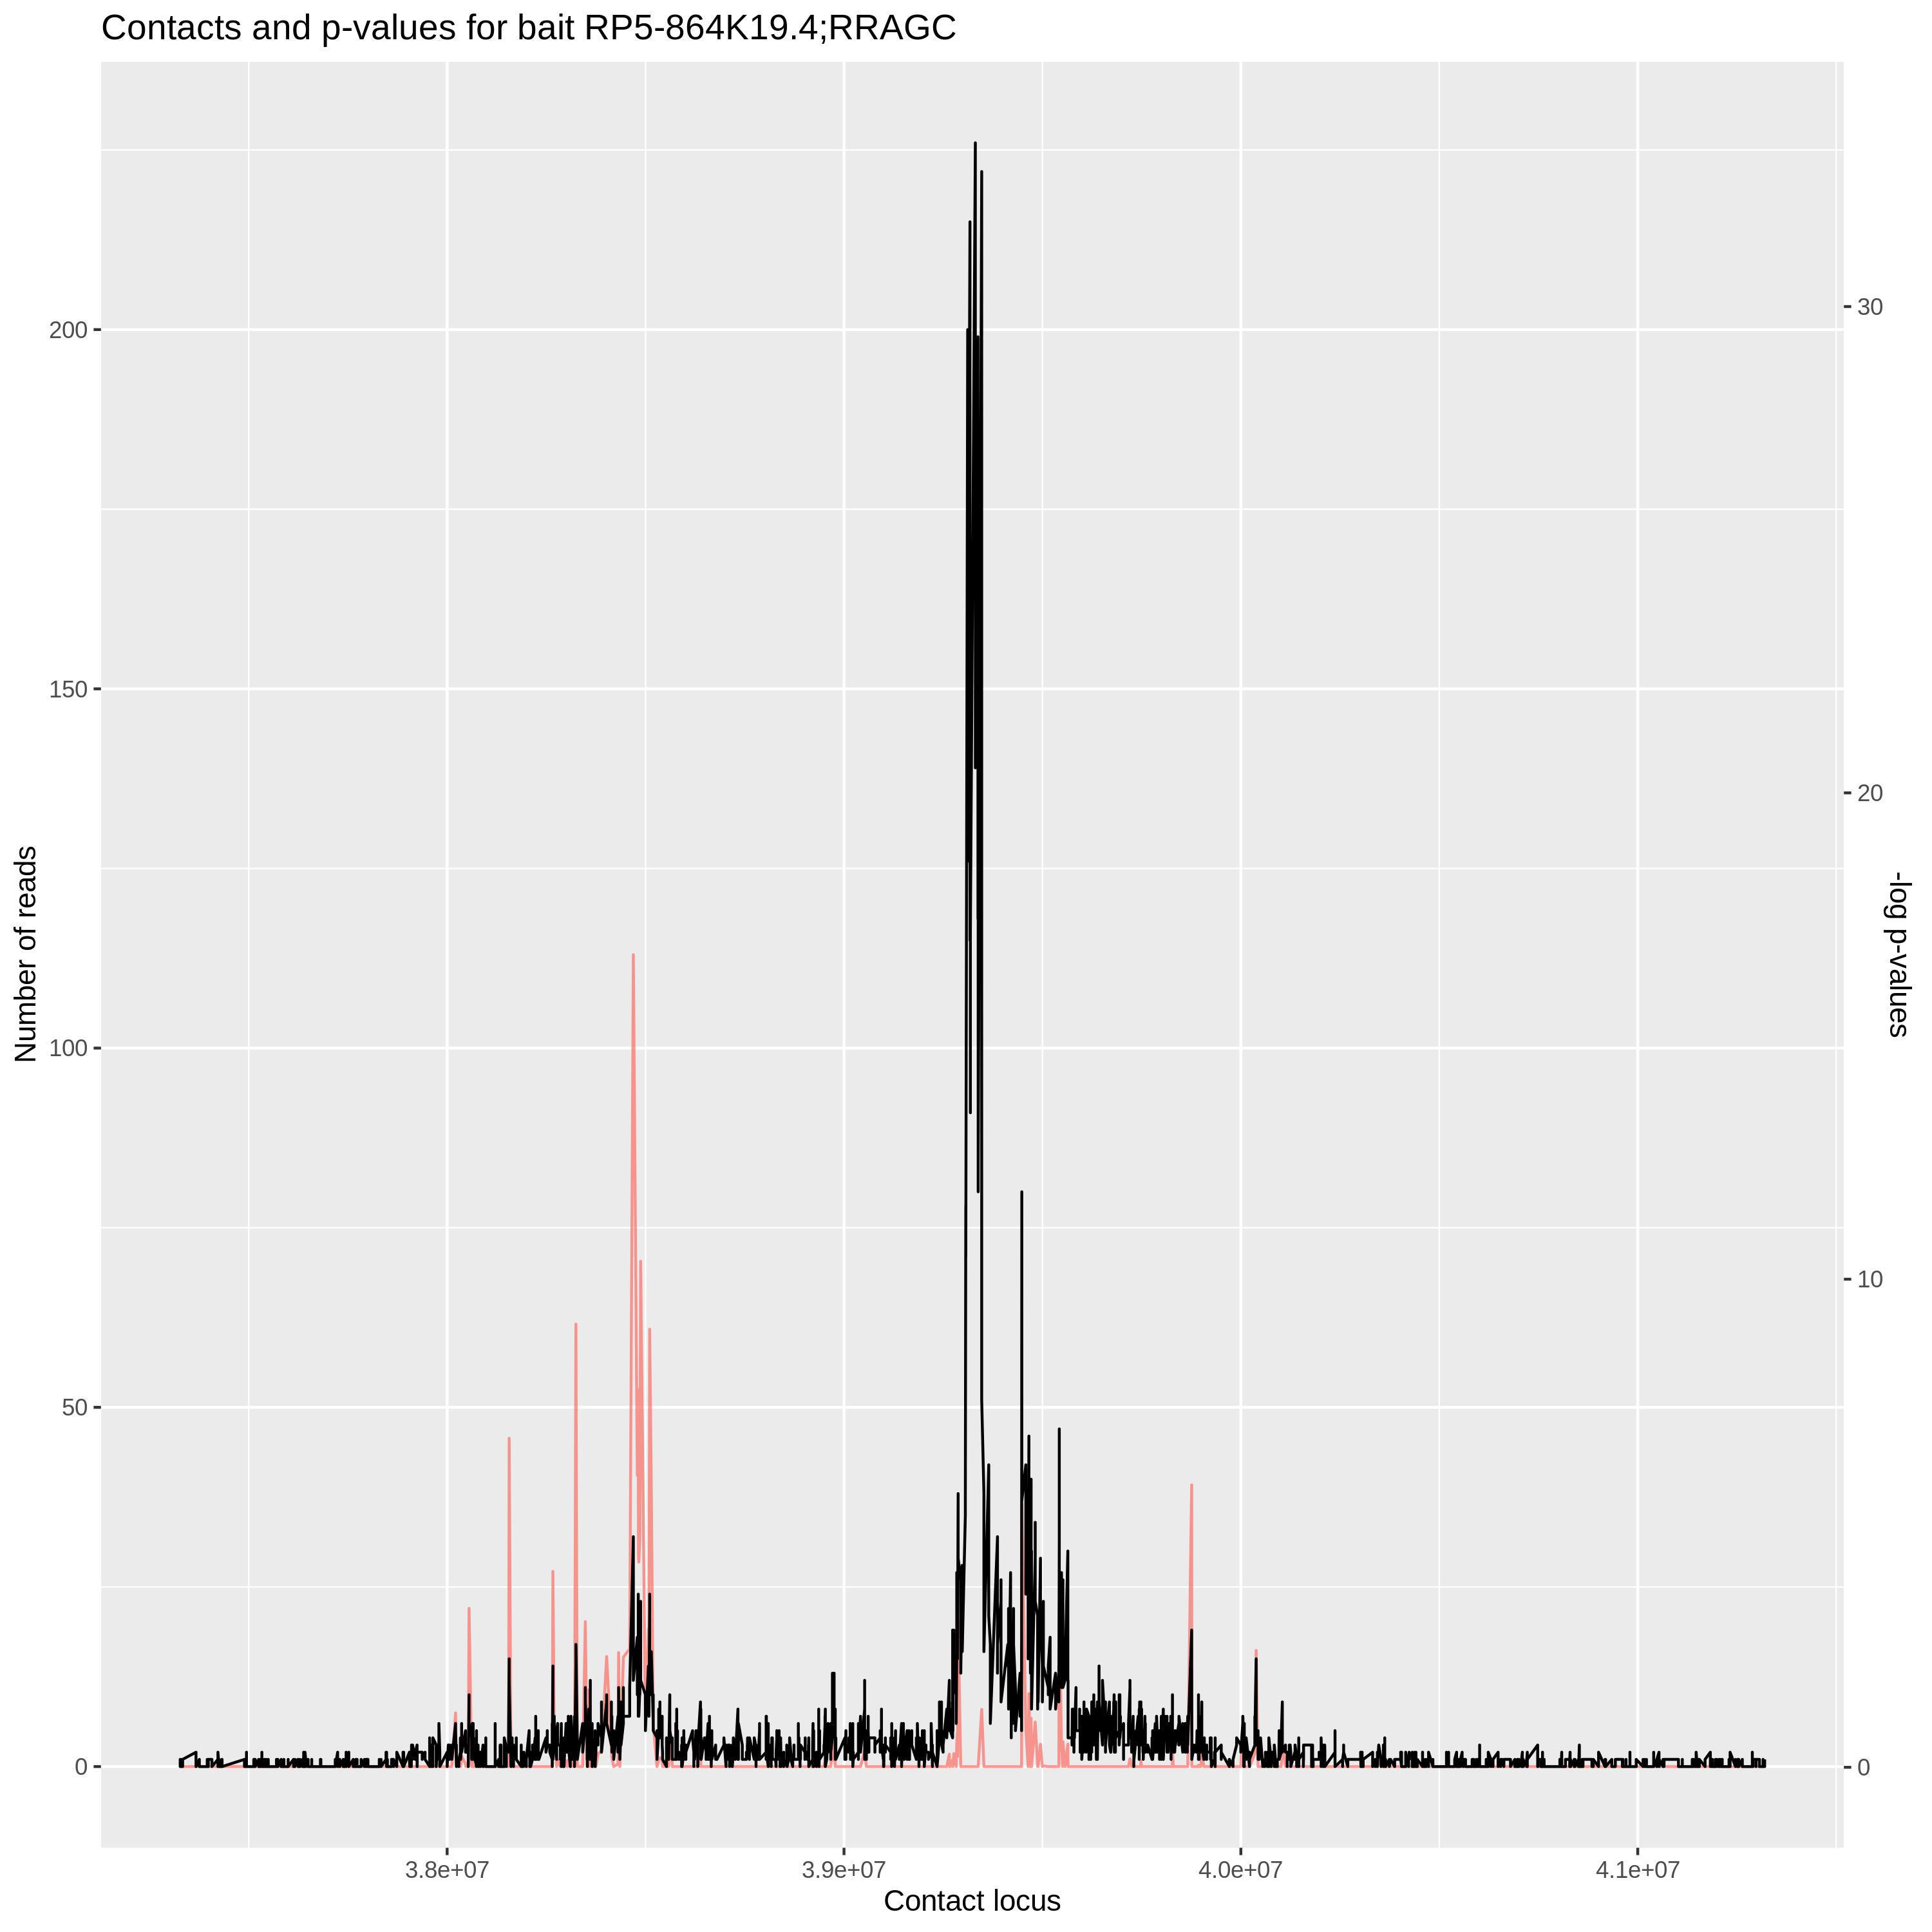 Contacts and p-values for bait RP5-864K19.4;RRAGC
200
150
100
50
0
Number of reads
30
20
10
0
-log p-values
3.8e+07
3.9e+07
4.0e+07
4.1e+07
Contact locus